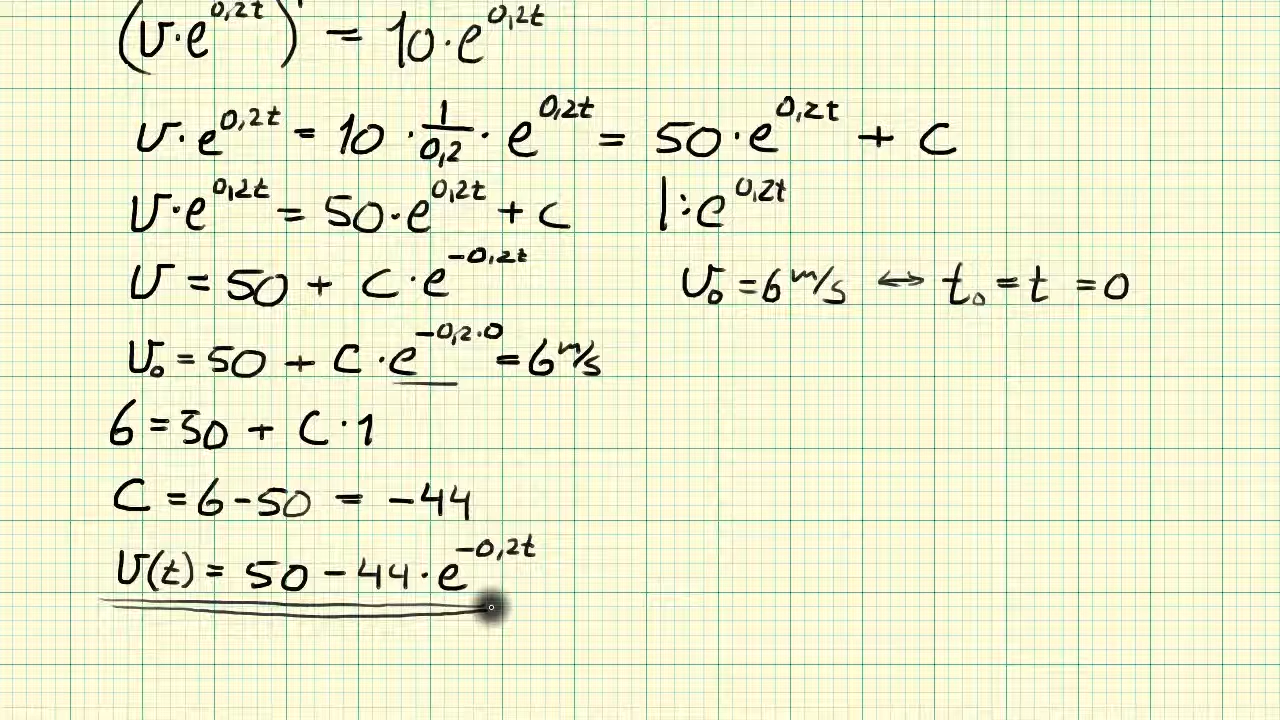 (v·e^0,2t)' = 10·e^0,2t
v·e^0,2t = 10 · 1/0,2 · e^0,2t = 50·e^0,2t + C
v·e^0,2t = 50·e^0,2t + C |:e^0,2t
v = 50 + C·e^-0,2t v₀ = 6 m/s ↔ t₀ = t = 0
v₀ = 50 + C·e^-0,2·0 = 6 m/s
6 = 50 + C·1
C = 6 - 50 = -44
v(t) = 50 - 44·e^-0,2t